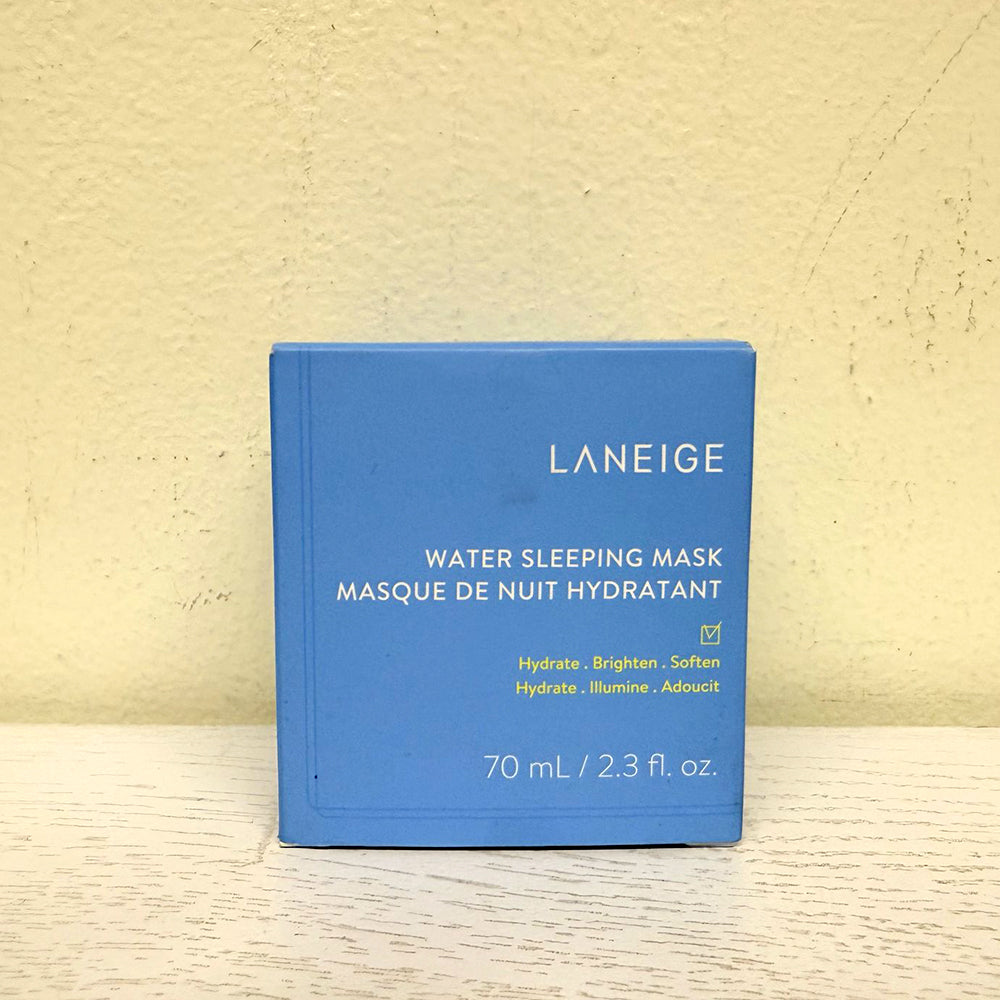 LANEIGE
WATER SLEEPING MASK
MASQUE DE NUIT HYDRATANT
Hydrate . Brighten . Soften
Hydrate . Illumine . Adoucit
70 mL / 2.3 fl. oz.